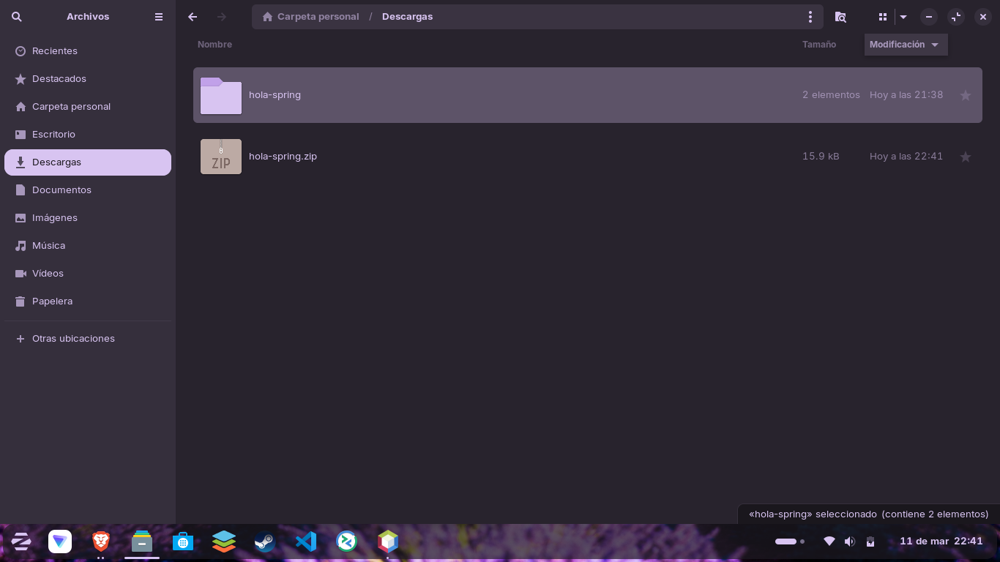 Archivos
Carpeta personal / Descargas
Recientes
Destacados
Carpeta personal
Escritorio
Descargas
Documentos
Imágenes
Música
Vídeos
Papelera
Otras ubicaciones
Nombre Tamaño Modificación
hola-spring 2 elementos Hoy a las 21:38
ZIP hola-spring.zip 15.9 kB Hoy a las 22:41
«hola-spring» seleccionado (contiene 2 elementos)
11 de mar 22:41